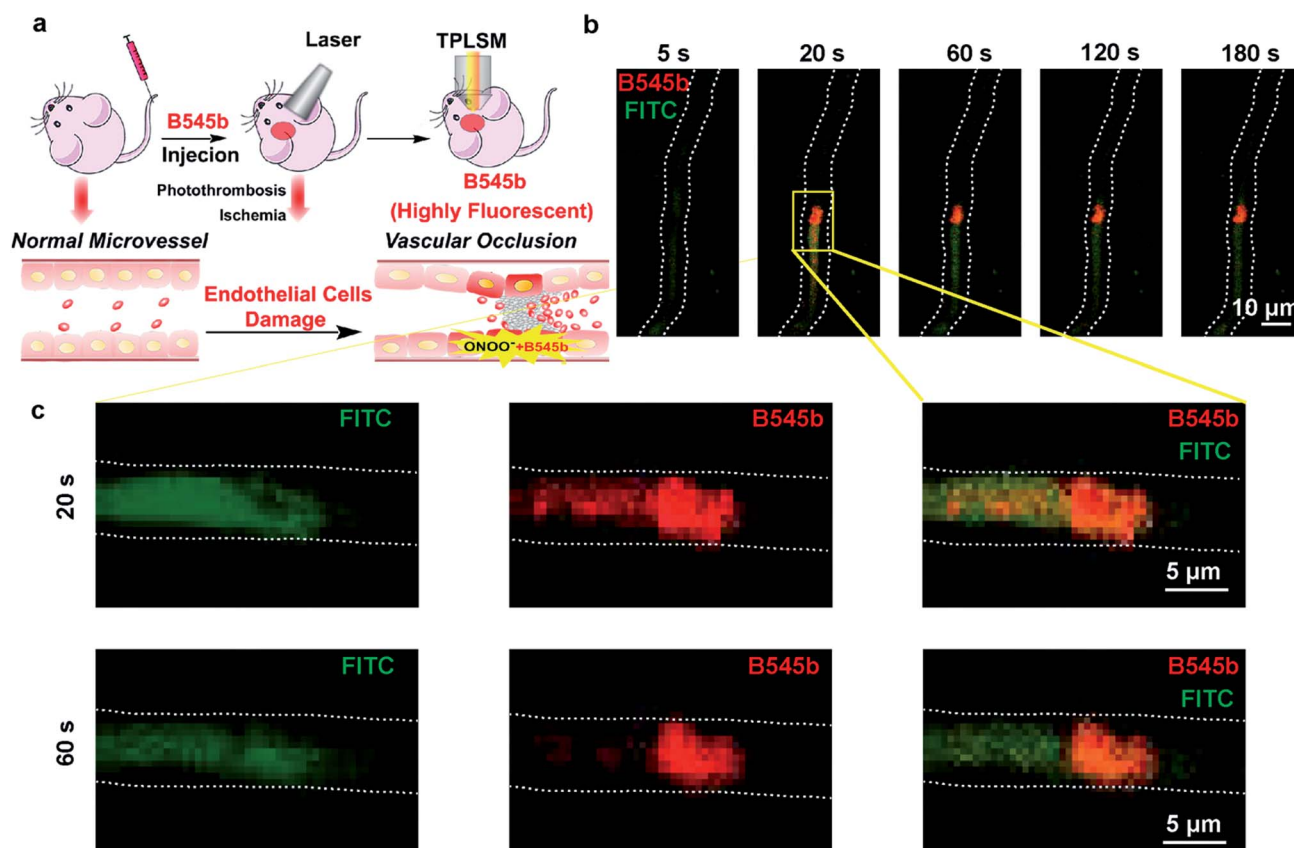 a
Laser
TPLSM
B545b
Injecion
Photothrombosis
Ischemia
B545b
(Highly Fluorescent)
Normal Microvessel
Vascular Occlusion
Endothelial Cells
Damage
ONOO⁻+B545b
b
5 s
20 s
60 s
120 s
180 s
B545b
FITC
10 µm
c
20 s
FITC
B545b
B545b
FITC
5 µm
60 s
FITC
B545b
B545b
FITC
5 µm